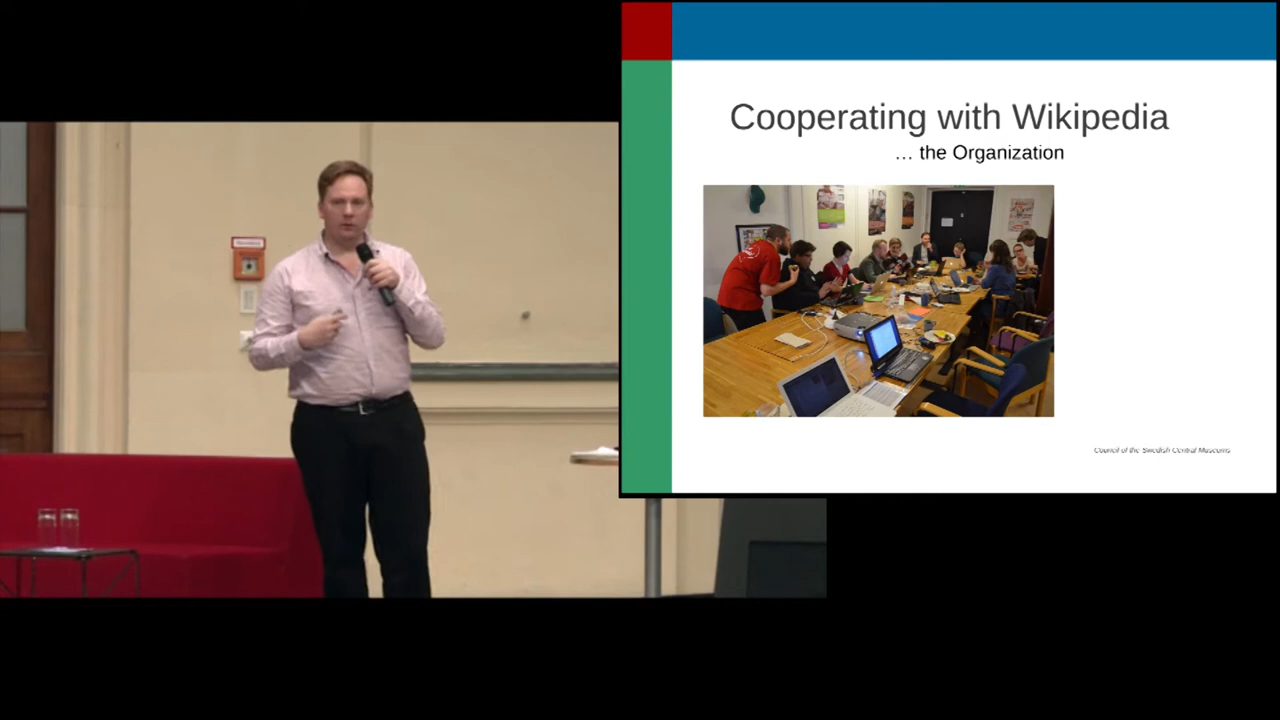 Cooperating with Wikipedia
… the Organization
Council of the Swedish Central Museums